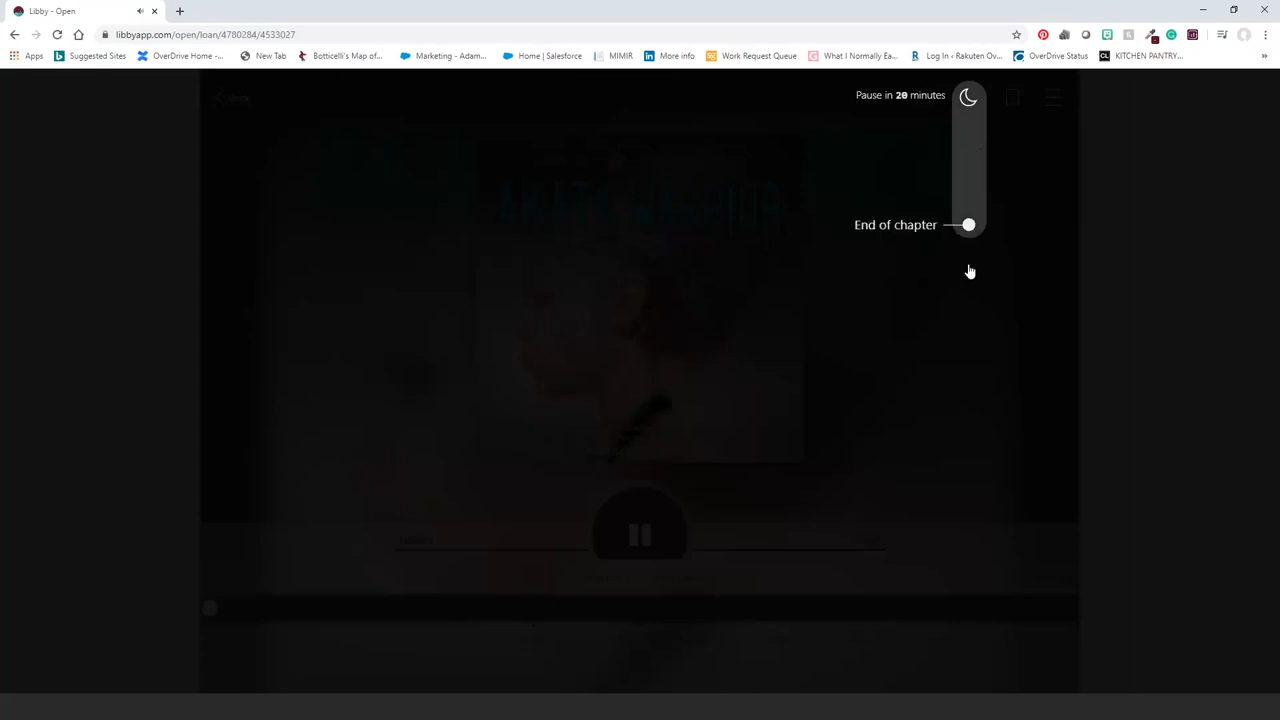 Libby - Open
libbyapp.com/open/loan/4780284/4533027
Apps Suggested Sites OverDrive Home -... New Tab Botticelli's Map of... Marketing - Adam... Home | Salesforce MIMIR More info Work Request Queue What I Normally Ea... Log In ‹ Rakuten Ov... OverDrive Status KITCHEN PANTRY... »
Pause in 20 minutes
End of chapter